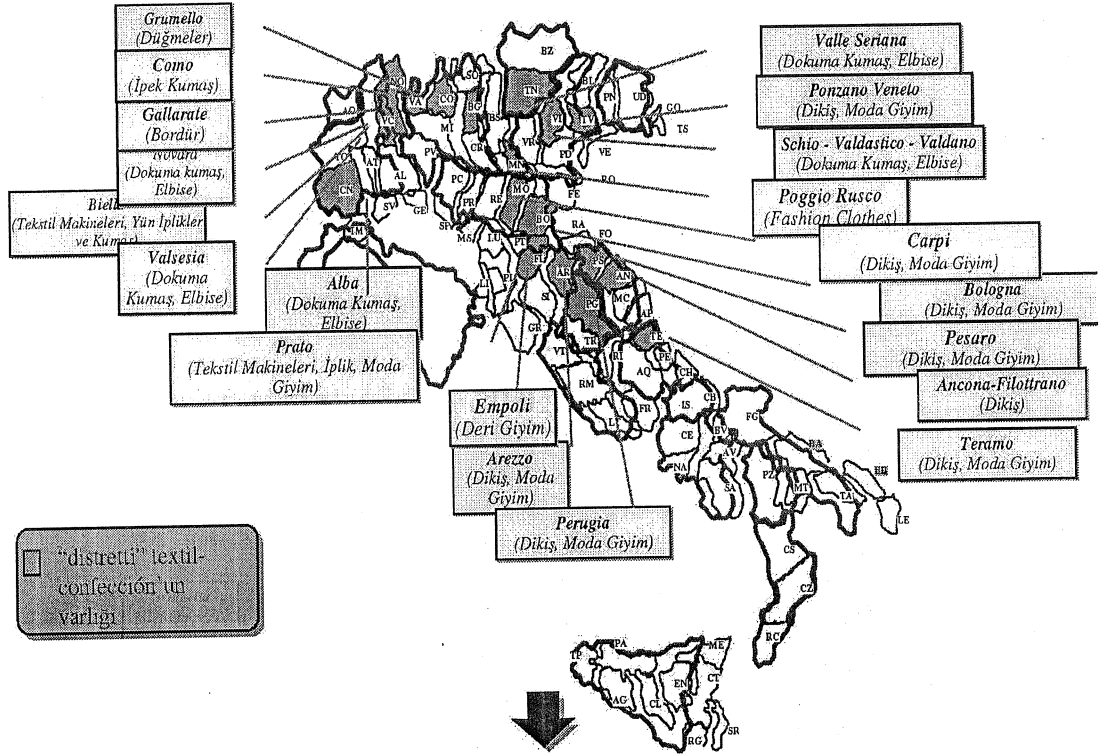 Grumello
(Düğmeler)
Como
(İpek Kumaş)
Gallarate
(Bordür)
Novara
(Dokuma kumaş,
Elbise)
(Tekstil Makineleri, Yün İplikler
ve Kumaş)
Valsesia
(Dokuma
Kumaş, Elbise)
Alba
(Dokuma Kumaş,
Elbise)
Prato
(Tekstil Makineleri, İplik, Moda
Giyim)
Empoli
(Deri Giyim)
Arezzo
(Dikiş, Moda
Giyim)
Perugia
(Dikiş, Moda Giyim)
Valle Seriana
(Dokuma Kumaş, Elbise)
Ponzano Veneto
(Dikiş, Moda Giyim)
Schio - Valdastico - Valdano
(Dokuma Kumaş, Elbise)
Poggio Rusco
(Fashion Clothes)
Carpi
(Dikiş, Moda Giyim)
Bologna
(Dikiş, Moda Giyim)
Pesaro
(Dikiş, Moda Giyim)
Ancona-Filottrano
(Dikiş)
Teramo
(Dikiş, Moda Giyim)
"distretti" textil-
confección'un
varlığı
BZ
SO
NO
VA
CO
BG
BS
TN
BL
PN
UD
GO
TS
VC
MI
VR
VI
TV
VE
PD
RO
TO
AT
AL
PV
CR
MN
CN
PC
PR
RE
MO
FE
BO
SV
GE
IM
SP
MS
LU
PT
RA
FO
FI
AR
PS
AN
LI
PI
SI
PG
MC
AP
GR
TR
TE
VT
RI
PE
AQ
CH
RM
FR
LT
IS
CB
FG
CE
BV
AV
NA
SA
BA
PZ
MT
TA
BR
LE
CS
CZ
RC
TP
PA
ME
AG
CL
EN
CT
RG
SR